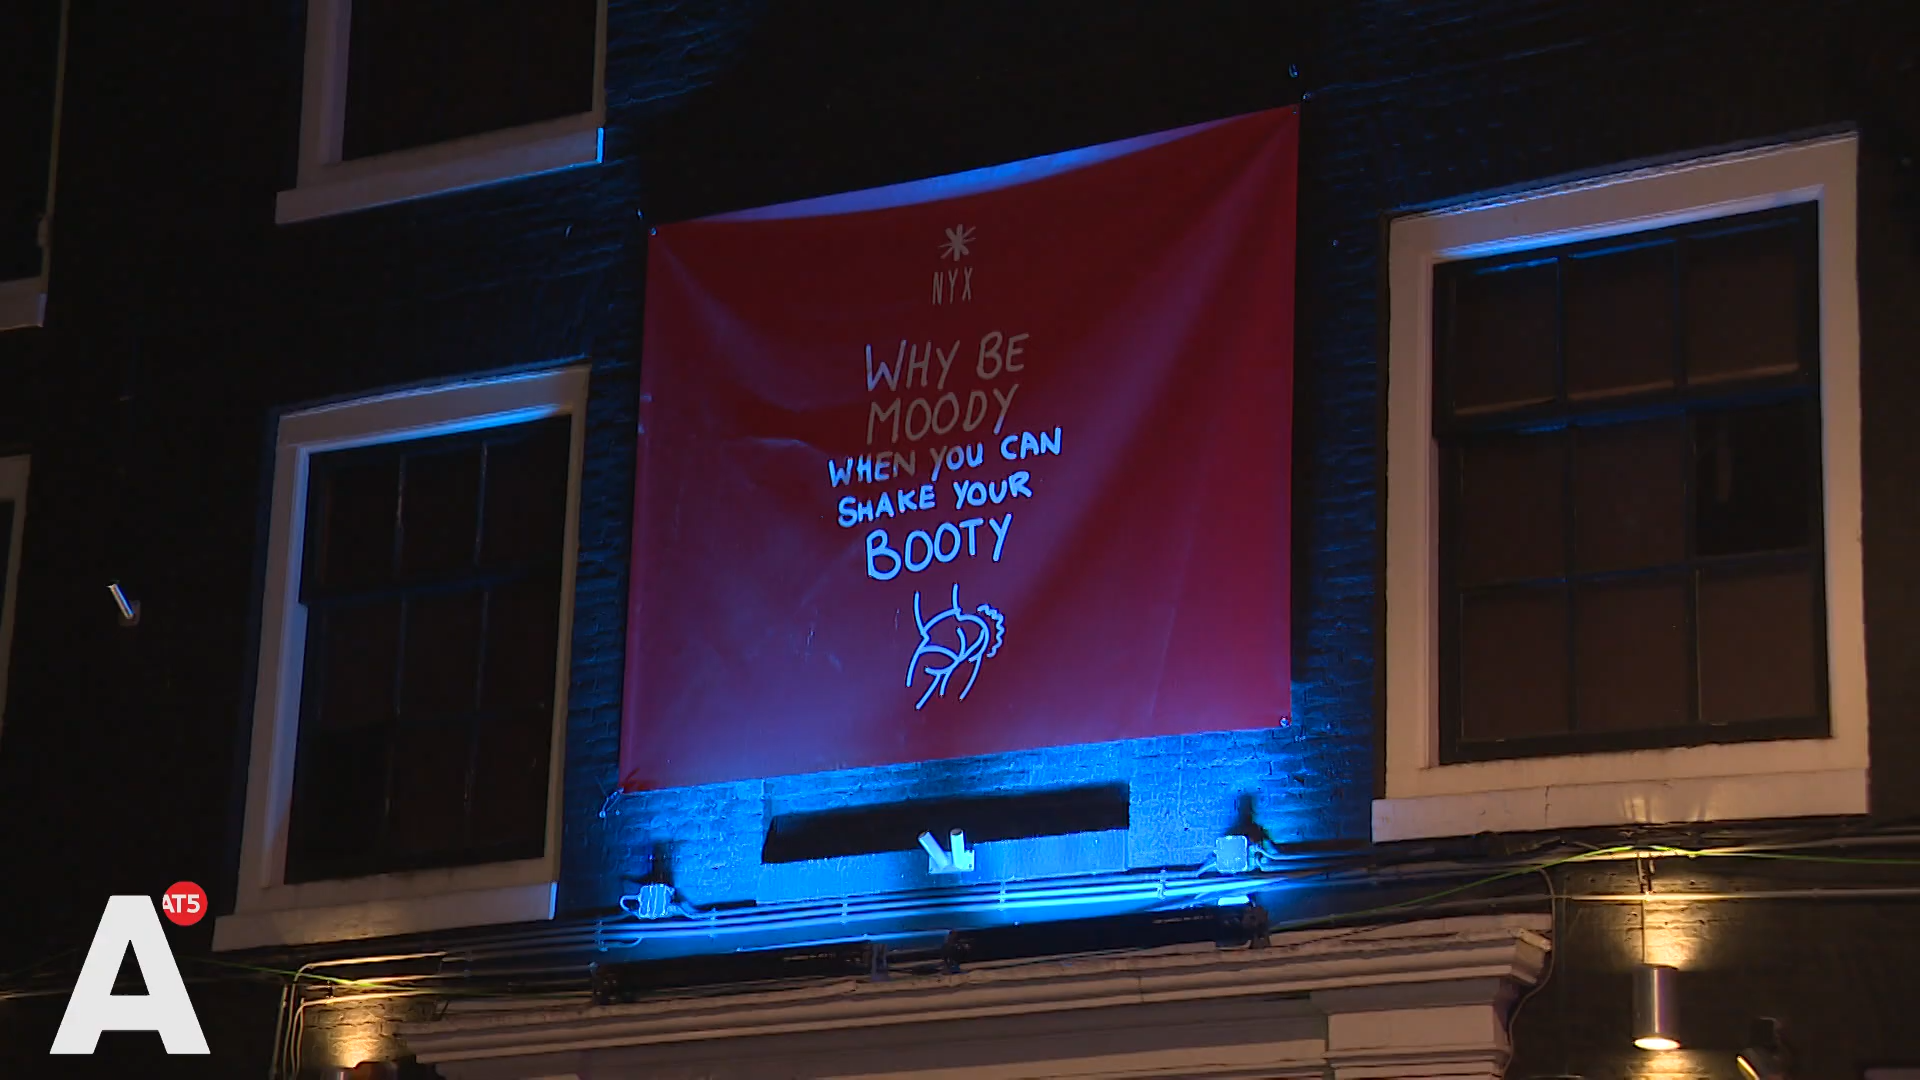 NYX
WHY BE
MOODY
WHEN YOU CAN
SHAKE YOUR
BOOTY
A
AT5